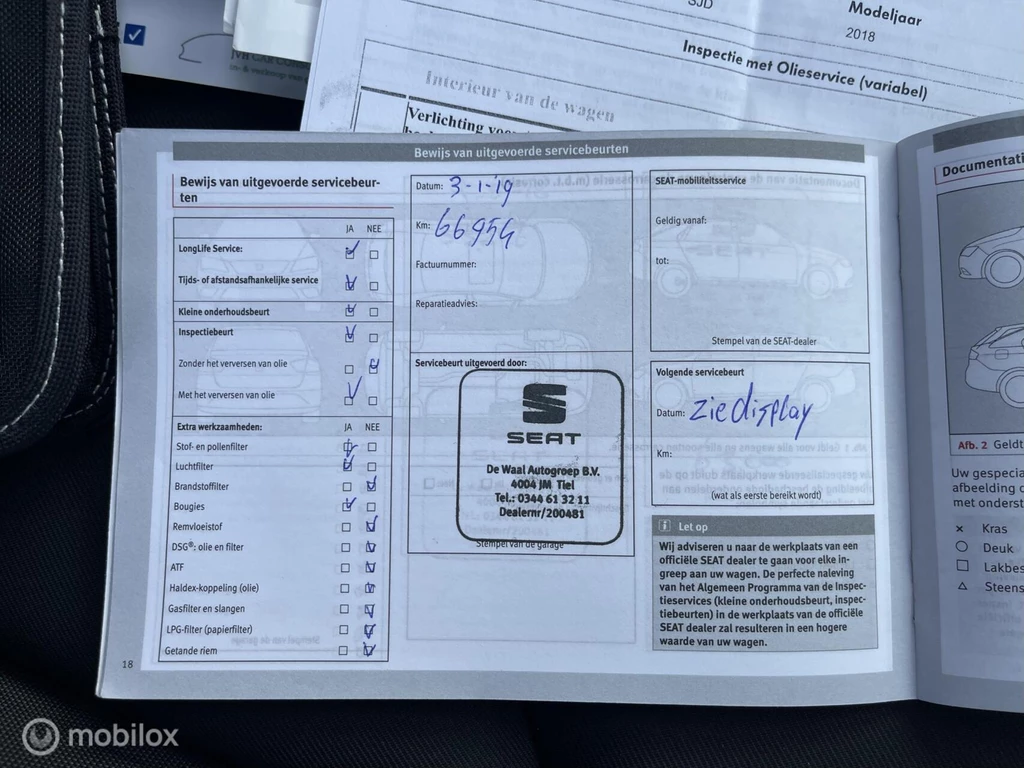 SJD
Modeljaar
2018
Inspectie met Olieservice (variabel)
Interieur van de wagen
Verlichting
Bewijs van uitgevoerde servicebeurten
Bewijs van uitgevoerde servicebeur-
ten
JA NEE
LongLife Service:
Tijds- of afstandsafhankelijke service
Kleine onderhoudsbeurt
Inspectiebeurt
Zonder het verversen van olie
Met het verversen van olie
Extra werkzaamheden: JA NEE
Stof- en pollenfilter
Luchtfilter
Brandstoffilter
Bougies
Remvloeistof
DSG®: olie en filter
ATF
Haldex-koppeling (olie)
Gasfilter en slangen
LPG-filter (papierfilter)
Getande riem
18
Datum: 3-1-'19
Km: 66954
Factuurnummer:
Reparatieadvies:
Servicebeurt uitgevoerd door:
SEAT
De Waal Autogroep B.V.
4004 JM Tiel
Tel.: 0344 61 32 11
Dealernr/200481
Stempel van de garage
SEAT-mobiliteitsservice
Geldig vanaf:
tot:
Stempel van de SEAT-dealer
Volgende servicebeurt
Datum: zie display
Km:
(wat als eerste bereikt wordt)
Let op
Wij adviseren u naar de werkplaats van een
officiële SEAT dealer te gaan voor elke in-
greep aan uw wagen. De perfecte naleving
van het Algemeen Programma van de Inspec-
tieservices (kleine onderhoudsbeurt, inspec-
tiebeurten) in de werkplaats van de officiële
SEAT dealer zal resulteren in een hogere
waarde van uw wagen.
Documentati
Afb. 2 Geldt
Uw gespecia
afbeelding d
met onderst
Kras
Deuk
Lakbes
Steens
mobilox